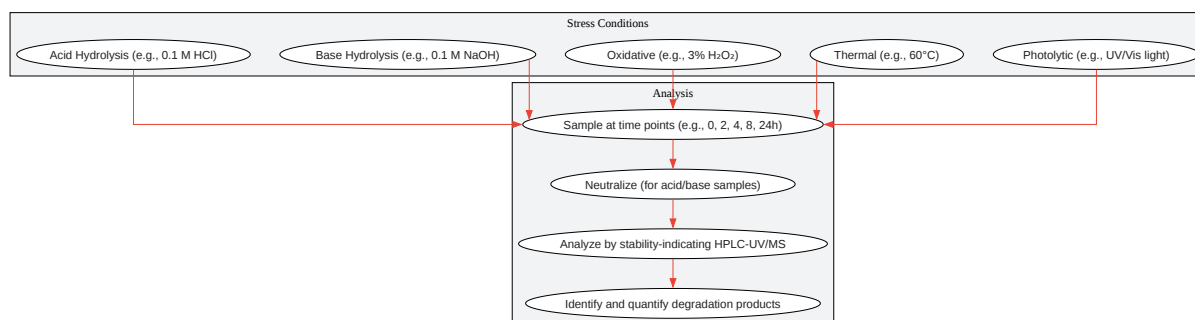 Stress Conditions
Acid Hydrolysis (e.g., 0.1 M HCl)
Base Hydrolysis (e.g., 0.1 M NaOH)
Oxidative (e.g., 3% H₂O₂)
Thermal (e.g., 60°C)
Photolytic (e.g., UV/Vis light)
Analysis
Sample at time points (e.g., 0, 2, 4, 8, 24h)
Neutralize (for acid/base samples)
Analyze by stability-indicating HPLC-UV/MS
Identify and quantify degradation products